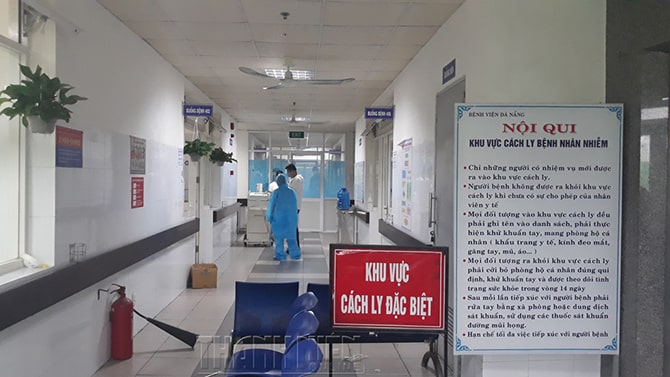 BỆNH VIỆN ĐÀ NẴNG
NỘI QUI
KHU VỰC CÁCH LY BỆNH NHÂN NHIỄM
• Chỉ những người có nhiệm vụ mới được
ra vào khu vực cách ly.
• Người bệnh không được ra khỏi khu vực
cách ly khi chưa có sự cho phép của nhân
viên y tế
• Mọi đối tượng vào khu vực cách ly đều
phải ghi tên vào danh sách, phải thực
hiện khử khuẩn tay, mang phòng hộ cá
nhân ( khẩu trang y tế, kính đeo mắt,
găng tay, mũ, áo... )
• Mọi đối tượng ra khỏi khu vực cách ly
phải cởi bỏ phòng hộ cá nhân đúng qui
định, khử khuẩn tay và được theo dõi tình
trạng sức khỏe trong vòng 14 ngày
• Sau mỗi lần tiếp xúc với người bệnh phải
rửa tay bằng xà phòng hoặc dung dịch
sát khuẩn, sử dụng các thuốc sát khuẩn
đường mũi họng.
• Hạn chế tối đa việc tiếp xúc với người bệnh
KHU VỰC
CÁCH LY ĐẶC BIỆT
EXIT
THANH NIÊN